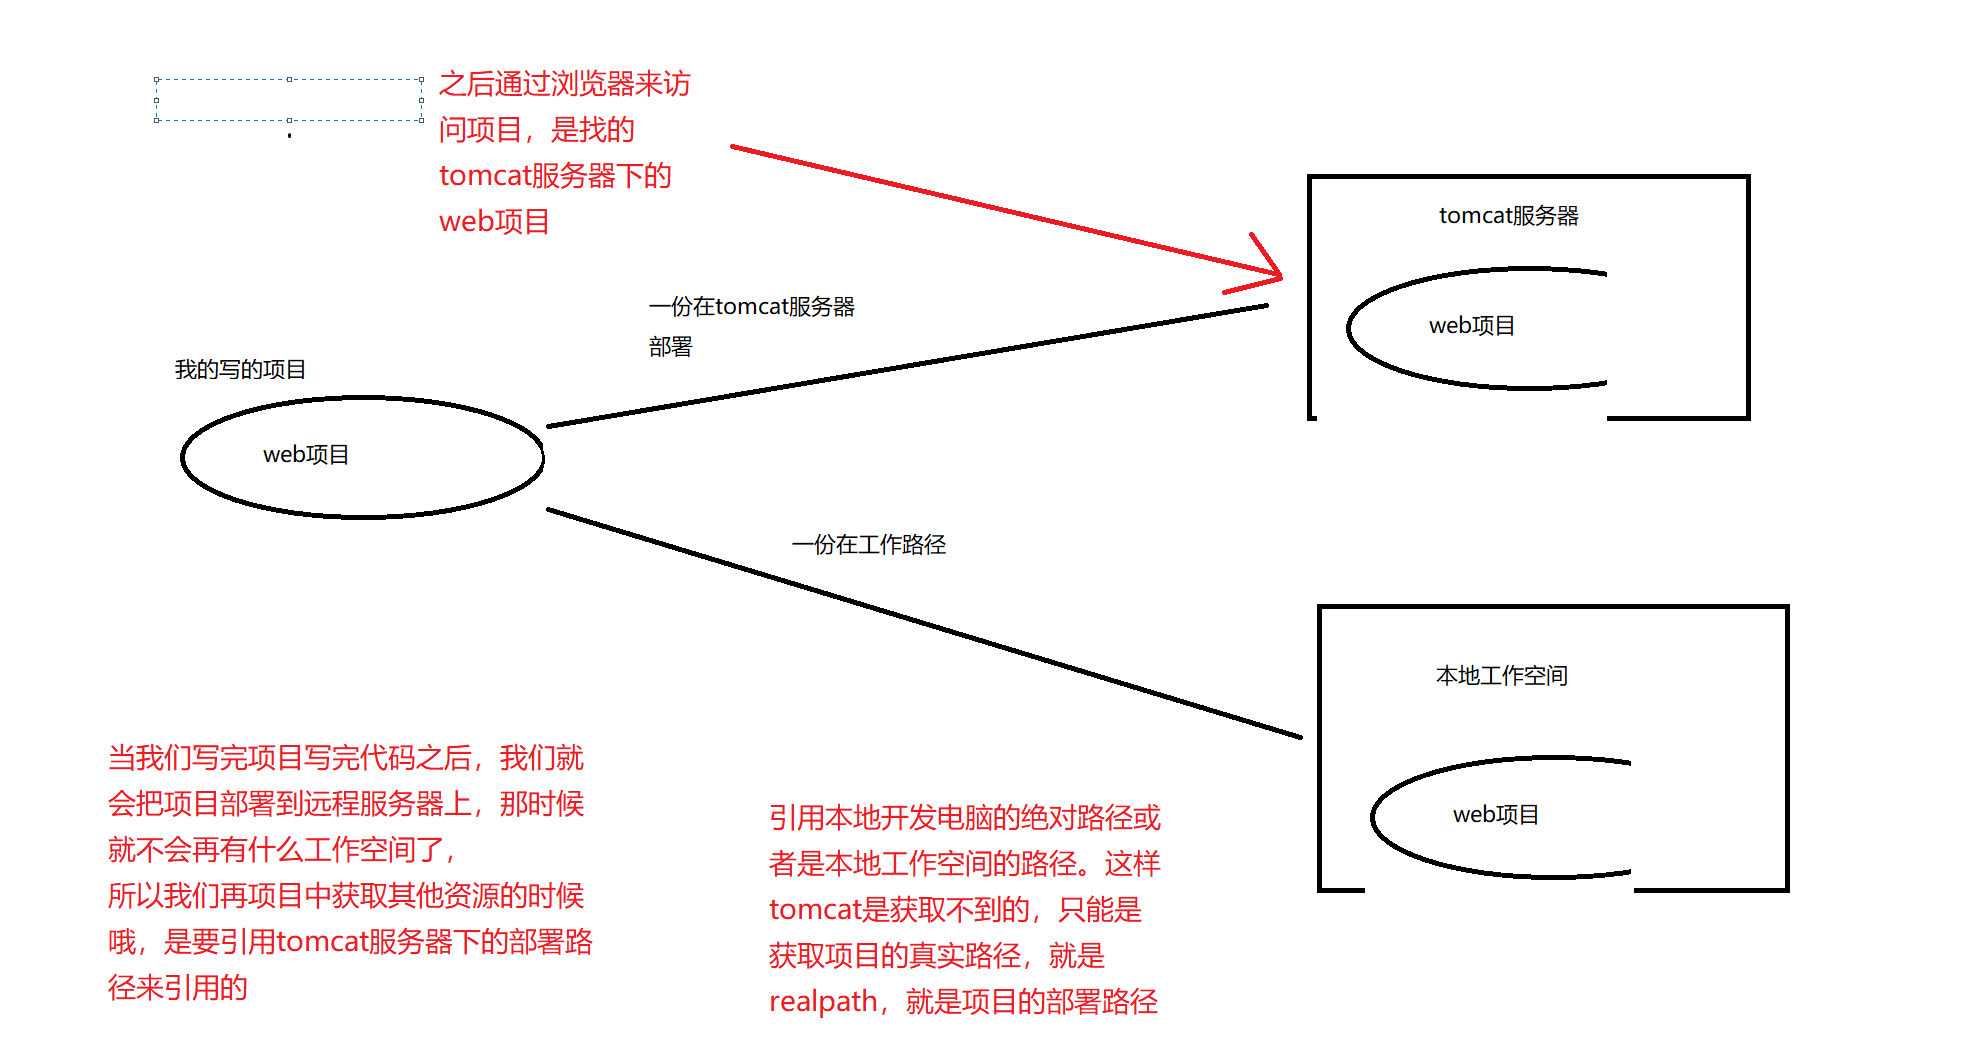 之后通过浏览器来访
问项目，是找的
tomcat服务器下的
web项目
tomcat服务器
web项目
一份在tomcat服务器
部署
我的写的项目
web项目
一份在工作路径
本地工作空间
web项目
当我们写完项目写完代码之后，我们就
会把项目部署到远程服务器上，那时候
就不会再有什么工作空间了，
所以我们再项目中获取其他资源的时候
哦，是要引用tomcat服务器下的部署路
径来引用的
引用本地开发电脑的绝对路径或
者是本地工作空间的路径。这样
tomcat是获取不到的，只能是
获取项目的真实路径，就是
realpath，就是项目的部署路径